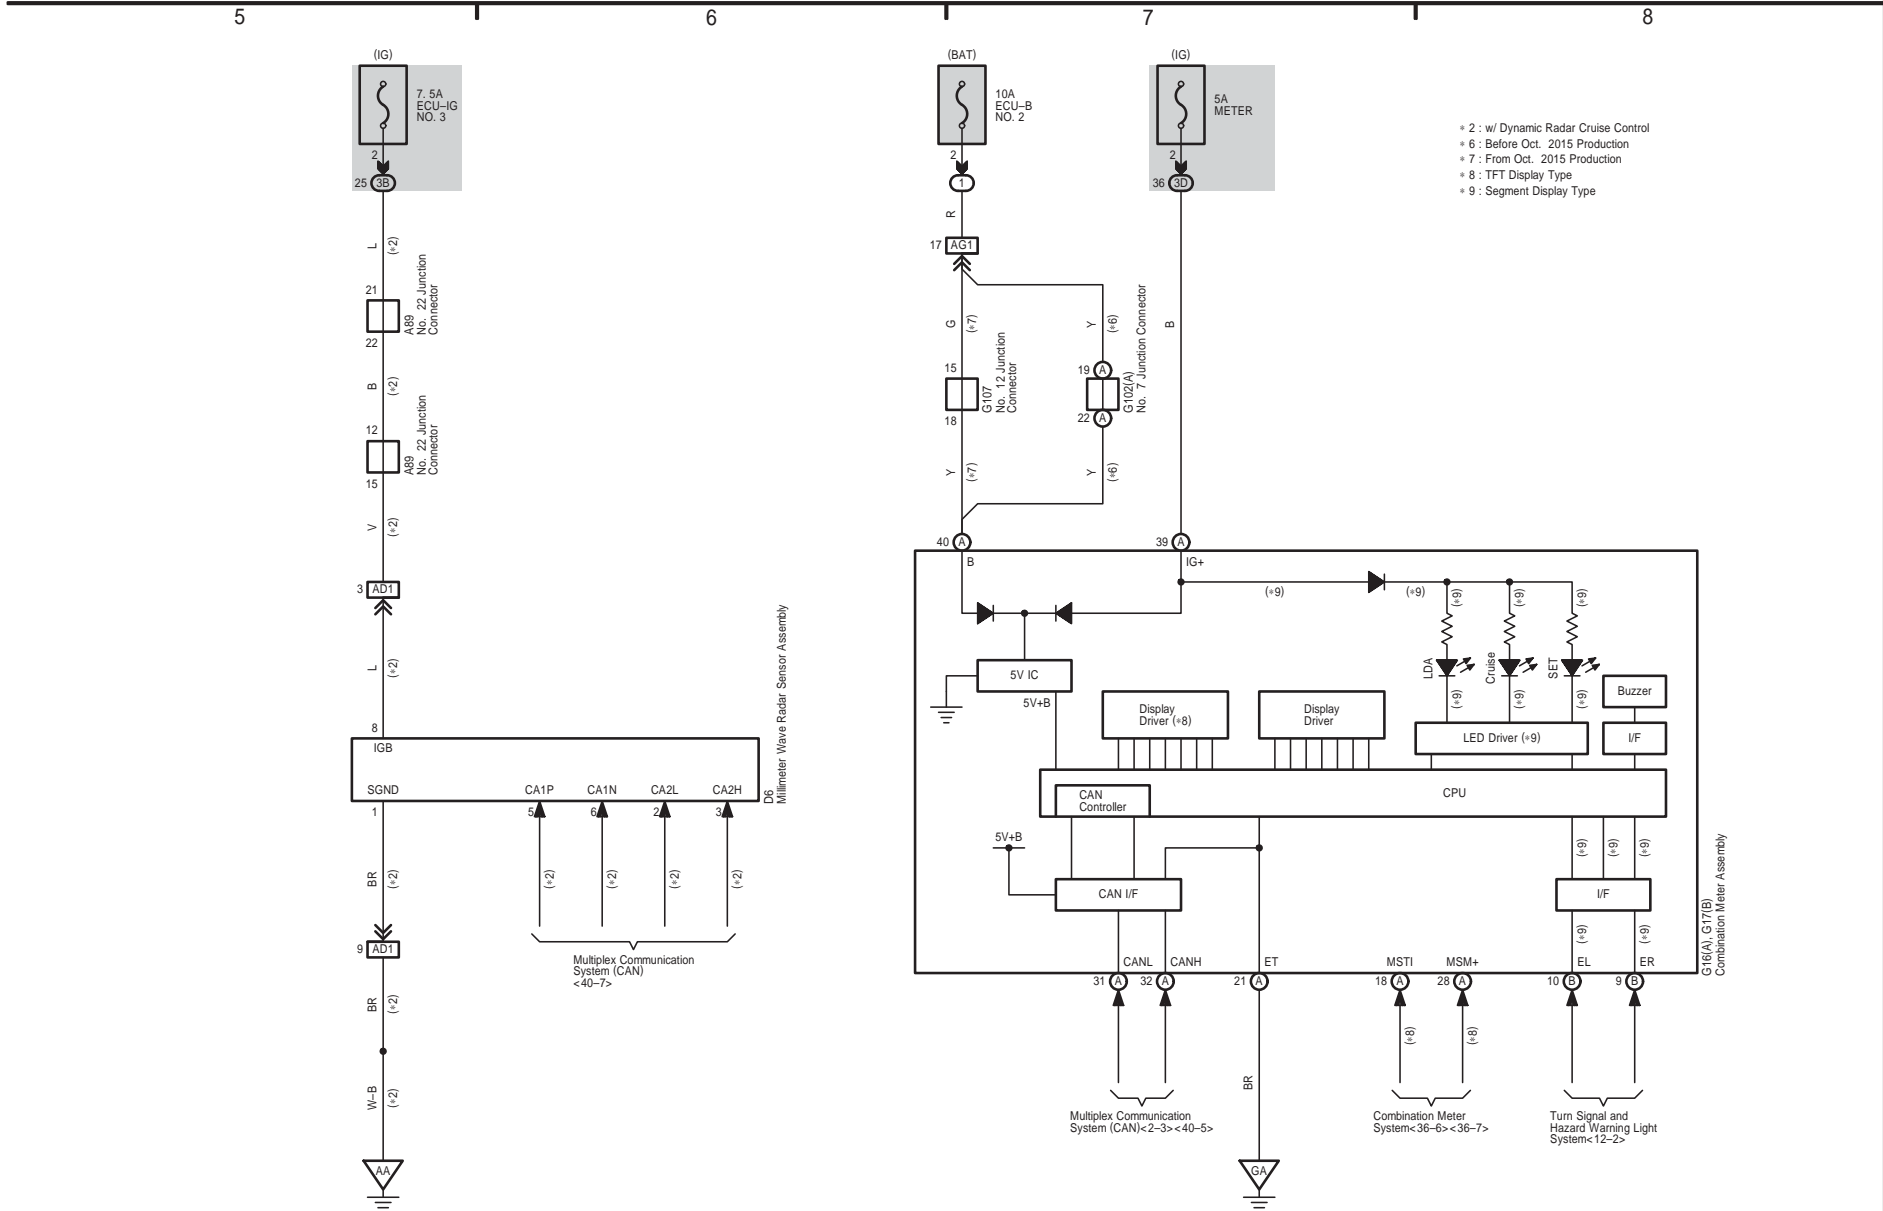 5
6
7
8
(IG)
7. 5A
ECU–IG
NO. 3
2
25
3B
L
(∗2)
21
A89
No. 22 Junction
Connector
22
B
(∗2)
12
A89
No. 22 Junction
Connector
15
V
(∗2)
3
AD1
L
(∗2)
8
IGB
SGND
CA1P
CA1N
CA2L
CA2H
D6
Millimeter Wave Radar Sensor Assembly
1
5
6
2
3
BR
(∗2)
(∗2)
(∗2)
(∗2)
(∗2)
9
AD1
Multiplex Communication
System (CAN)
<40–7>
BR
(∗2)
W–B
(∗2)
AA
(BAT)
10A
ECU–B
NO. 2
2
1
R
17
AG1
G
(∗7)
Y
(∗6)
15
G107
No. 12 Junction
Connector
18
19
A
G102(A)
No. 7 Junction Connector
22
A
Y
(∗7)
Y
(∗6)
(IG)
5A
METER
2
36
3D
B
∗ 2 : w/ Dynamic Radar Cruise Control
∗ 6 : Before Oct. 2015 Production
∗ 7 : From Oct. 2015 Production
∗ 8 : TFT Display Type
∗ 9 : Segment Display Type
40
A
39
A
B
IG+
(∗9)
(∗9)
(∗9)
(∗9)
(∗9)
LDA
Cruise
SET
5V IC
5V+B
(∗9)
(∗9)
(∗9)
Buzzer
Display
Driver (∗8)
Display
Driver
LED Driver (∗9)
I/F
CAN
Controller
CPU
5V+B
(∗9)
(∗9)
(∗9)
CAN I/F
I/F
(∗9)
(∗9)
G16(A), G17(B)
Combination Meter Assembly
CANL
CANH
ET
MSTI
MSM+
EL
ER
31
A
32
A
21
A
18
A
28
A
10
B
9
B
(∗8)
(∗8)
BR
Multiplex Communication
System (CAN)<2–3><40–5>
Combination Meter
System<36–6><36–7>
Turn Signal and
Hazard Warning Light
System<12–2>
GA